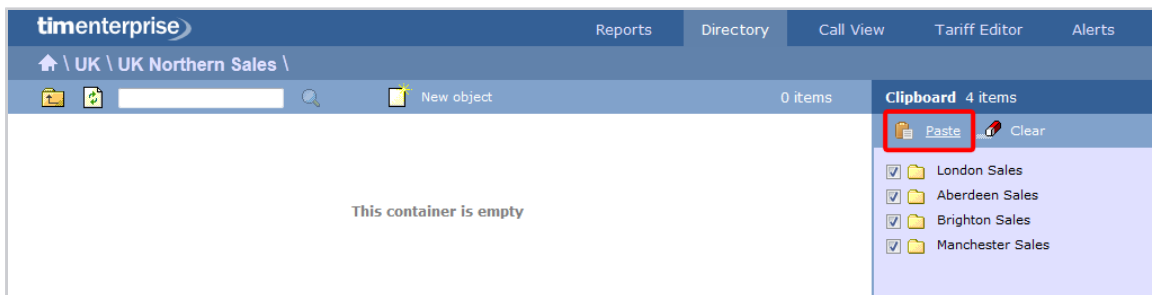 timenterprise
Reports Directory Call View Tariff Editor Alerts
\ UK \ UK Northern Sales \
New object 0 items
Clipboard 4 items
Paste Clear
This container is empty
London Sales
Aberdeen Sales
Brighton Sales
Manchester Sales